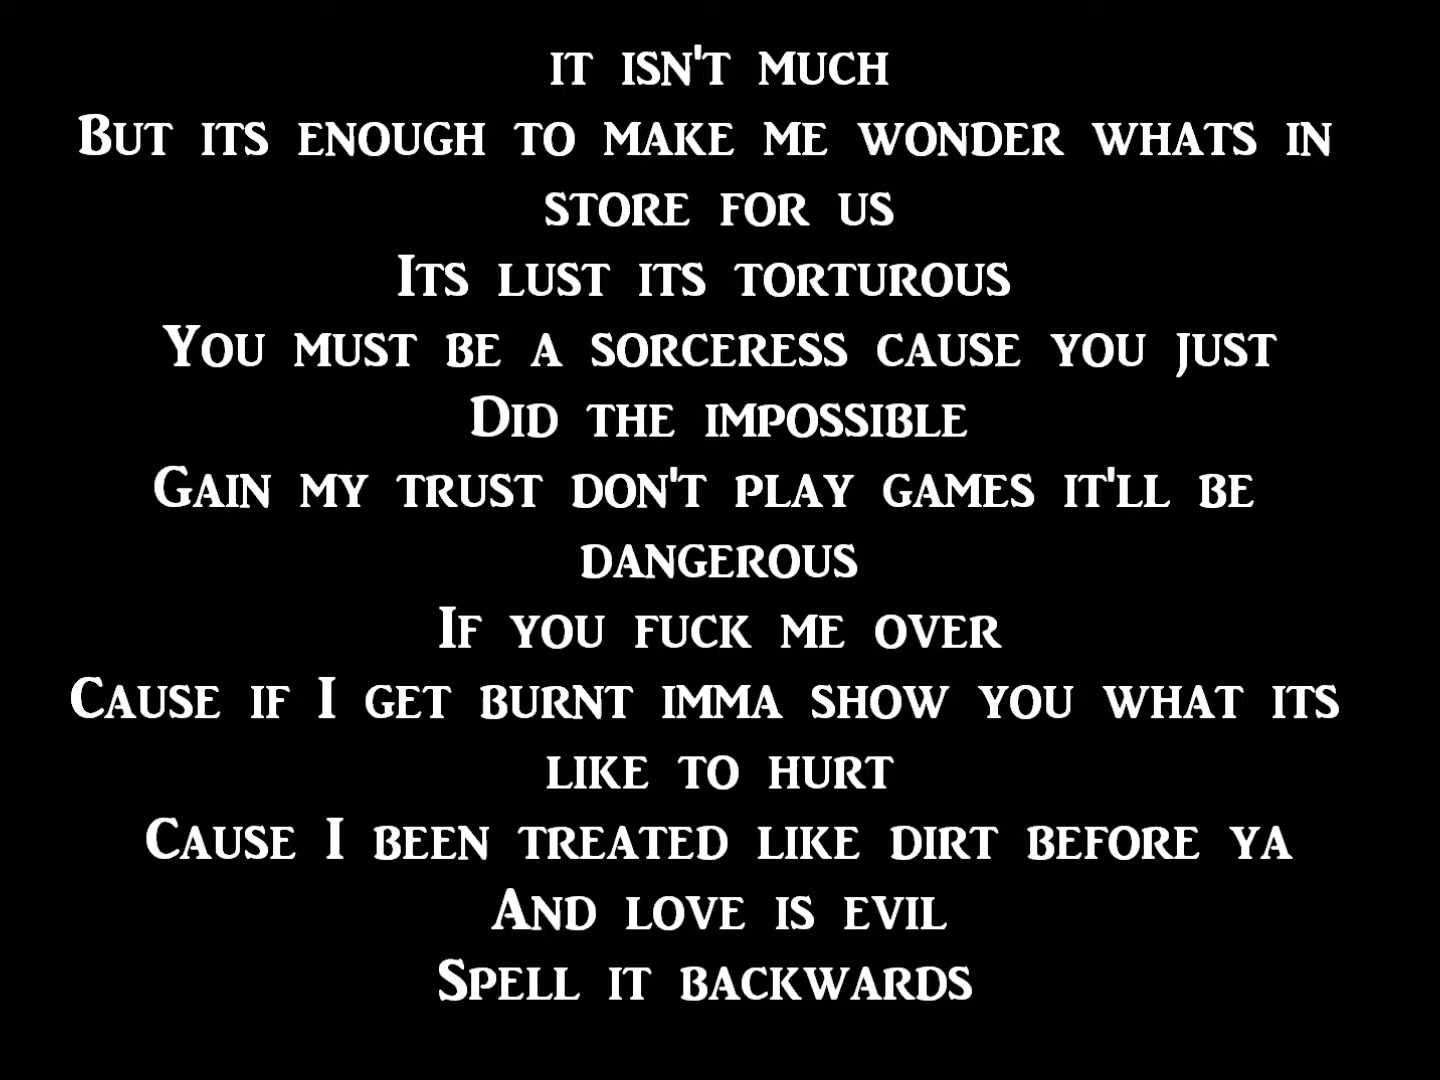 it isn't much
But its enough to make me wonder whats in
store for us
Its lust its torturous
You must be a sorceress cause you just
Did the impossible
Gain my trust don't play games it'll be
dangerous
If you fuck me over
Cause if I get burnt imma show you what its
like to hurt
Cause I been treated like dirt before ya
And love is evil
Spell it backwards